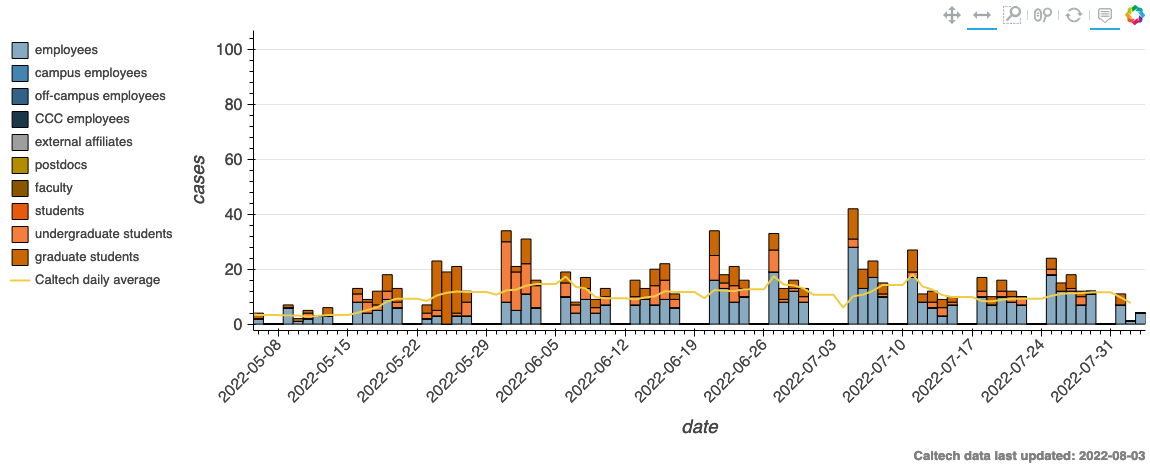 employees
campus employees
off-campus employees
CCC employees
external affiliates
postdocs
faculty
students
undergraduate students
graduate students
Caltech daily average
cases
100
80
60
40
20
0
2022-05-08
2022-05-15
2022-05-22
2022-05-29
2022-06-05
2022-06-12
2022-06-19
2022-06-26
2022-07-03
2022-07-10
2022-07-17
2022-07-24
2022-07-31
date
Caltech data last updated: 2022-08-03